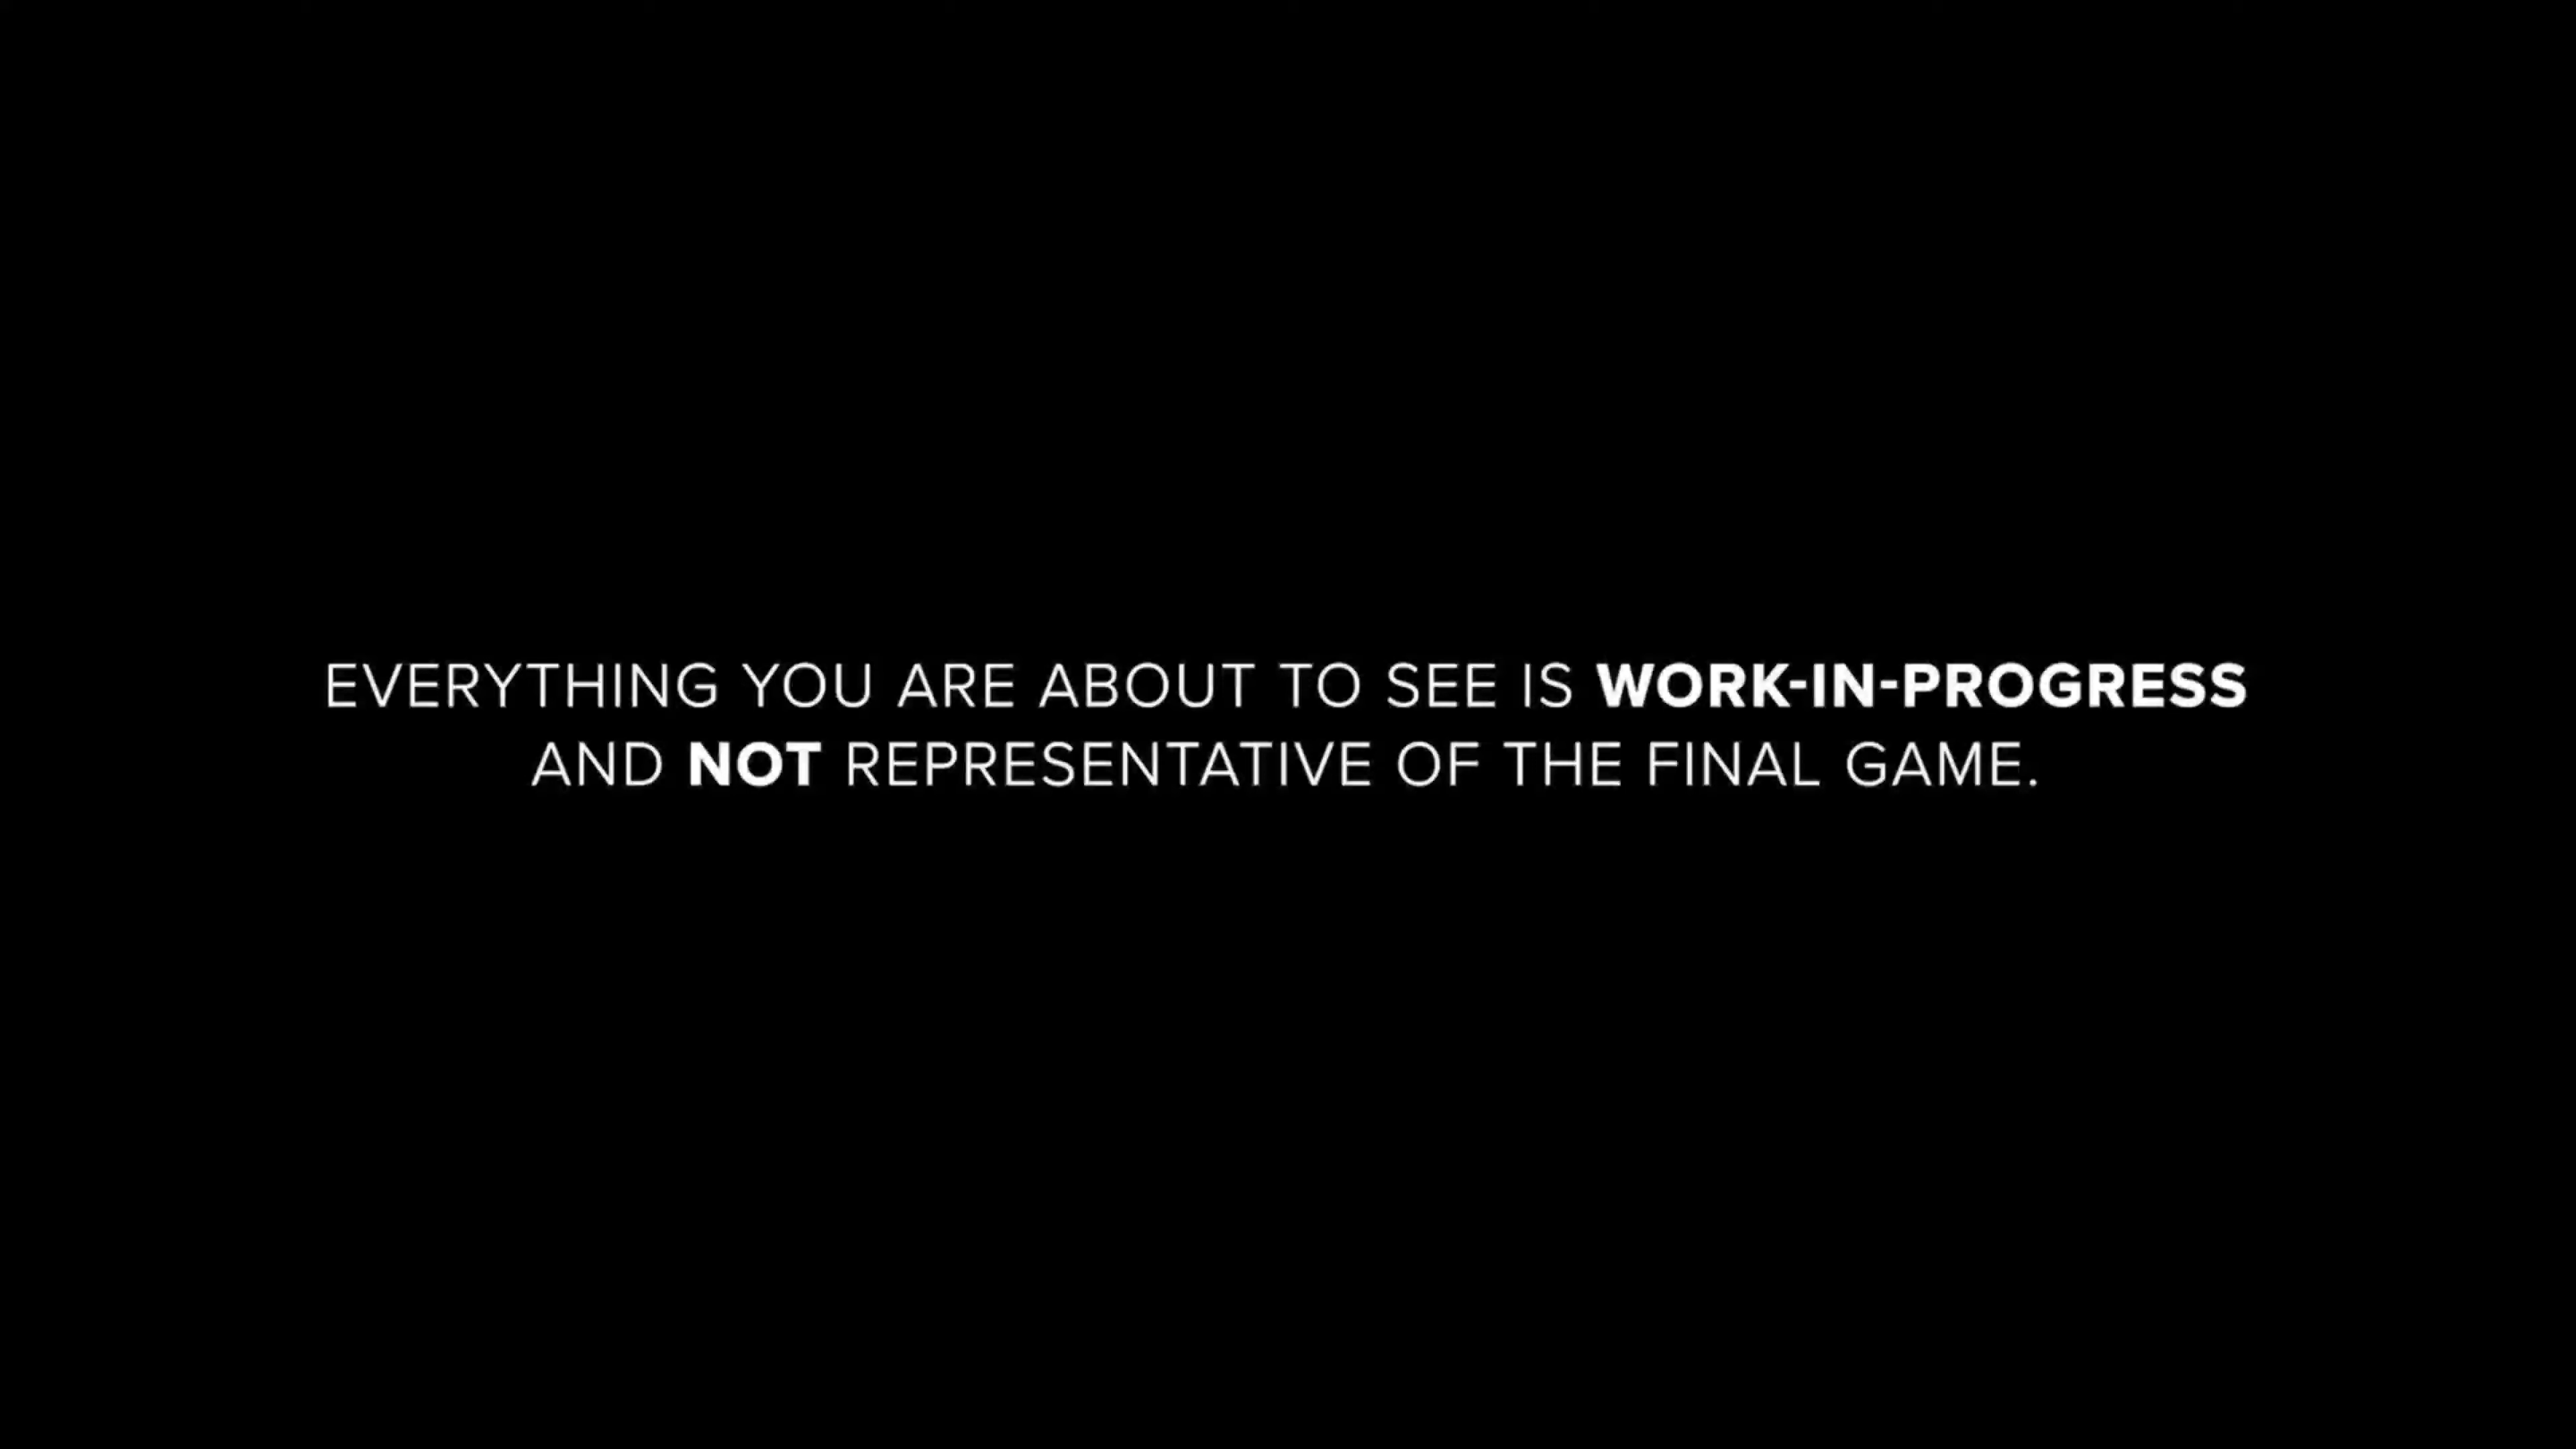 EVERYTHING YOU ARE ABOUT TO SEE IS WORK-IN-PROGRESS
AND NOT REPRESENTATIVE OF THE FINAL GAME.